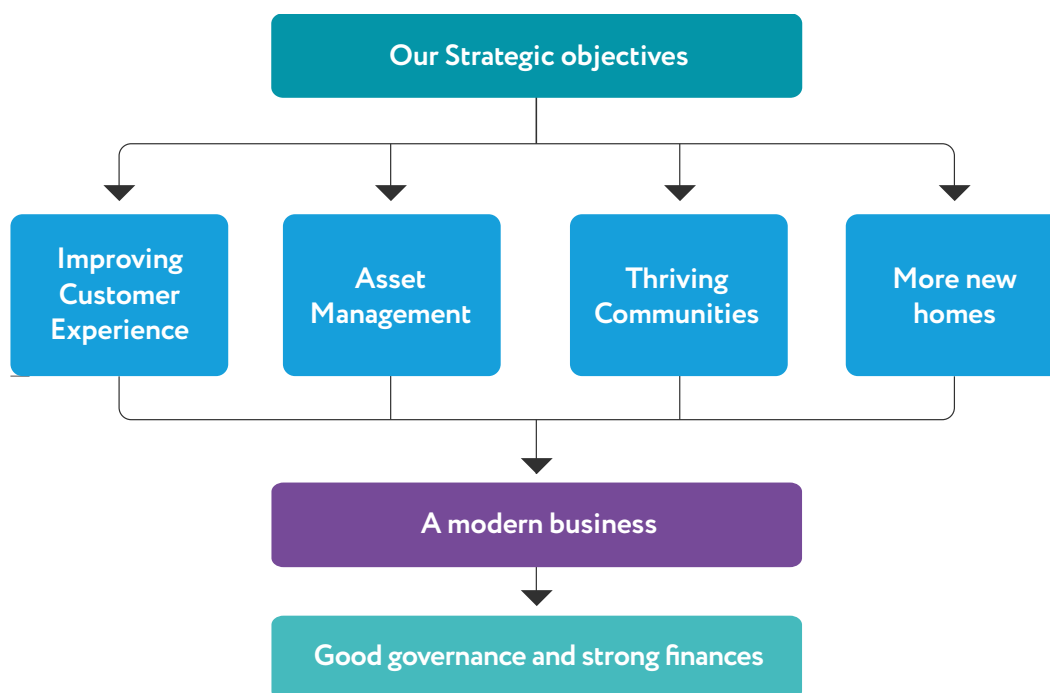 Our Strategic objectives
Improving
Customer
Experience
Asset
Management
Thriving
Communities
More new
homes
A modern business
Good governance and strong finances